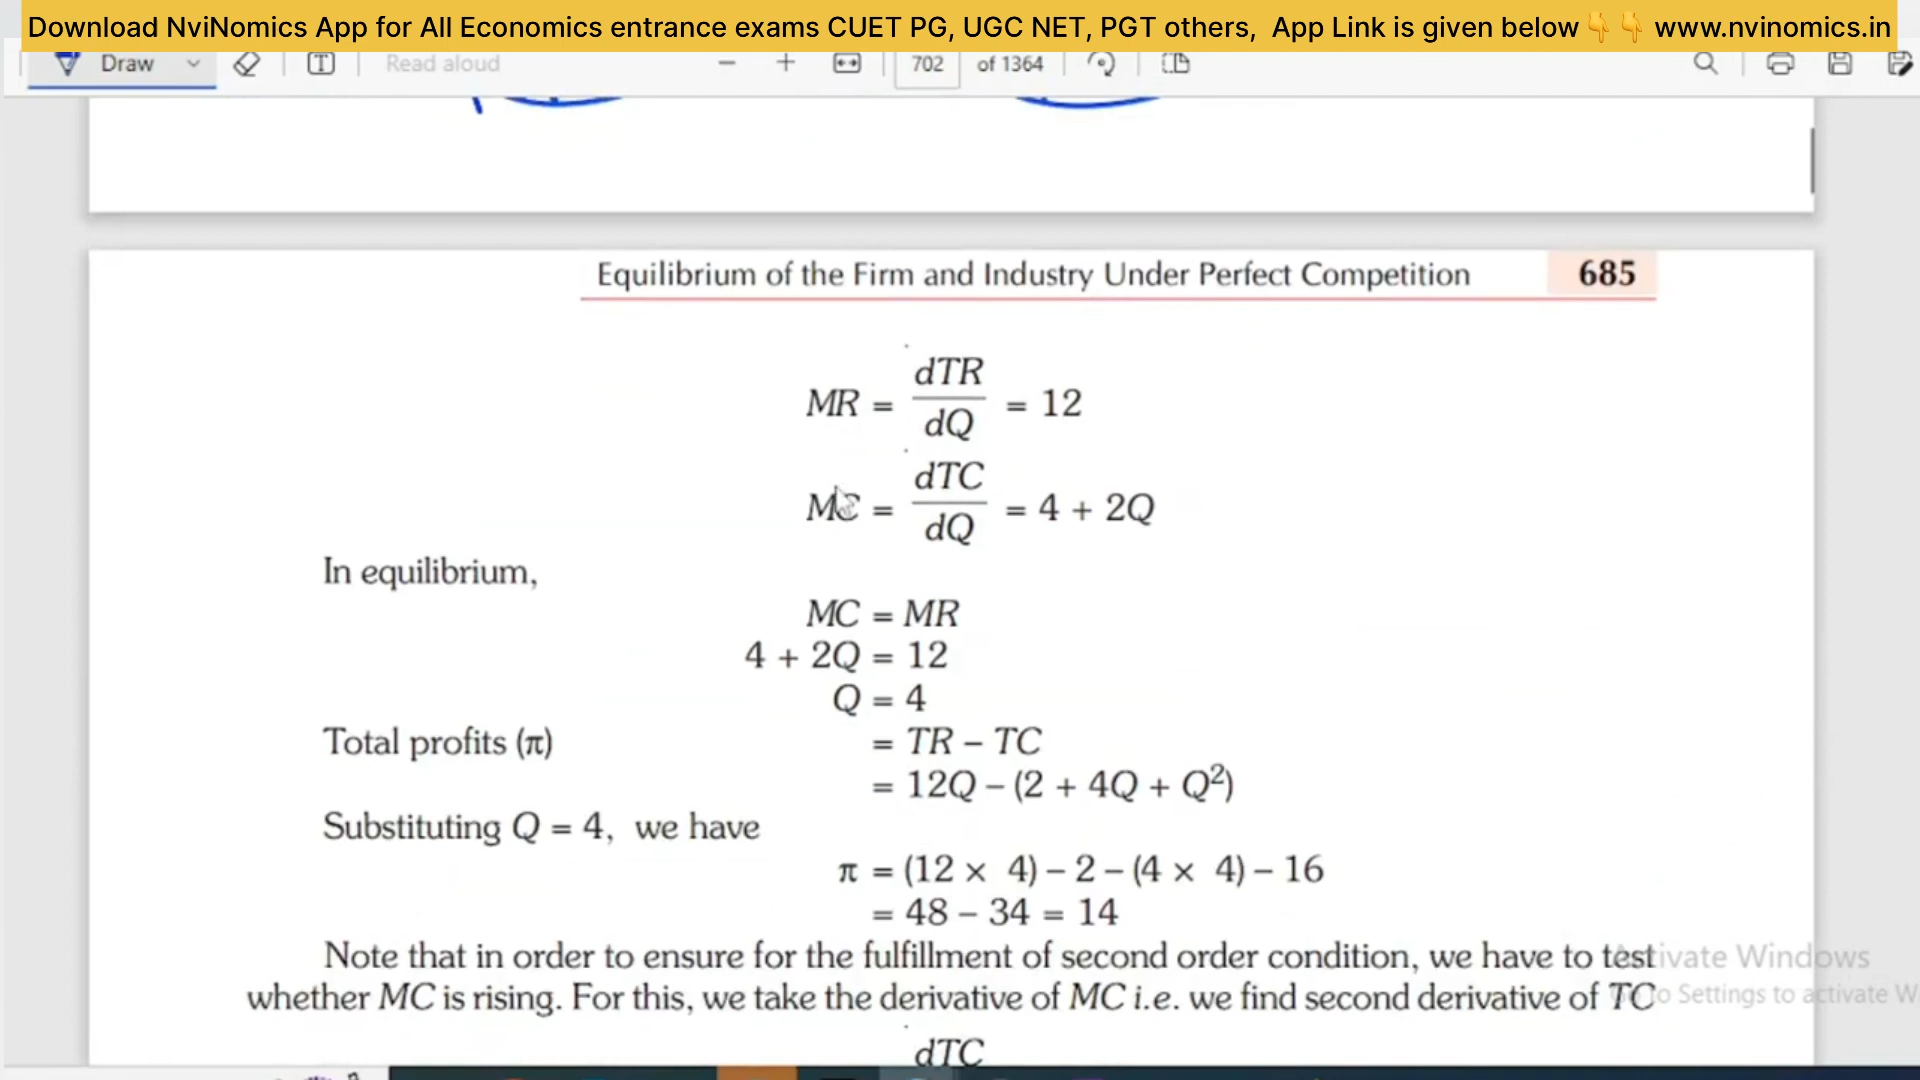 Download NviNomics App for All Economics entrance exams CUET PG, UGC NET, PGT others, App Link is given below👇👇 www.nvinomics.in
Draw Read aloud 702 of 1364
Equilibrium of the Firm and Industry Under Perfect Competition 685
MR = dTR/dQ = 12
MC = dTC/dQ = 4 + 2Q
In equilibrium,
MC = MR
4 + 2Q = 12
Q = 4
Total profits (π) = TR – TC
= 12Q – (2 + 4Q + Q²)
Substituting Q = 4, we have
π = (12 × 4) – 2 – (4 × 4) – 16
= 48 – 34 = 14
Note that in order to ensure for the fulfillment of second order condition, we have to test
whether MC is rising. For this, we take the derivative of MC i.e. we find second derivative of TC
dTC
Activate Windows
Go to Settings to activate W